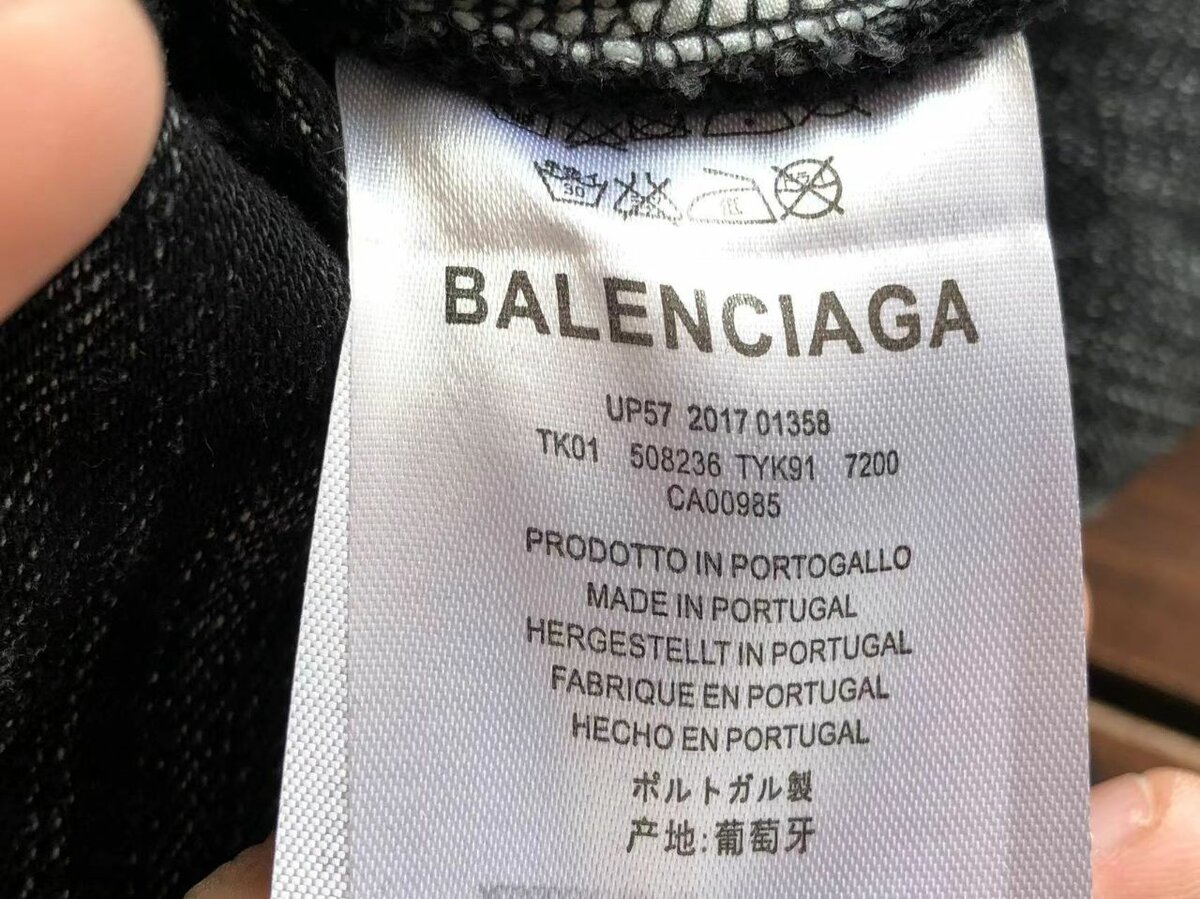 30
BALENCIAGA
UP57 2017 01358
TK01 508236 TYK91 7200
CA00985
PRODOTTO IN PORTOGALLO
MADE IN PORTUGAL
HERGESTELLT IN PORTUGAL
FABRIQUE EN PORTUGAL
HECHO EN PORTUGAL
ポルトガル製
产地:葡萄牙